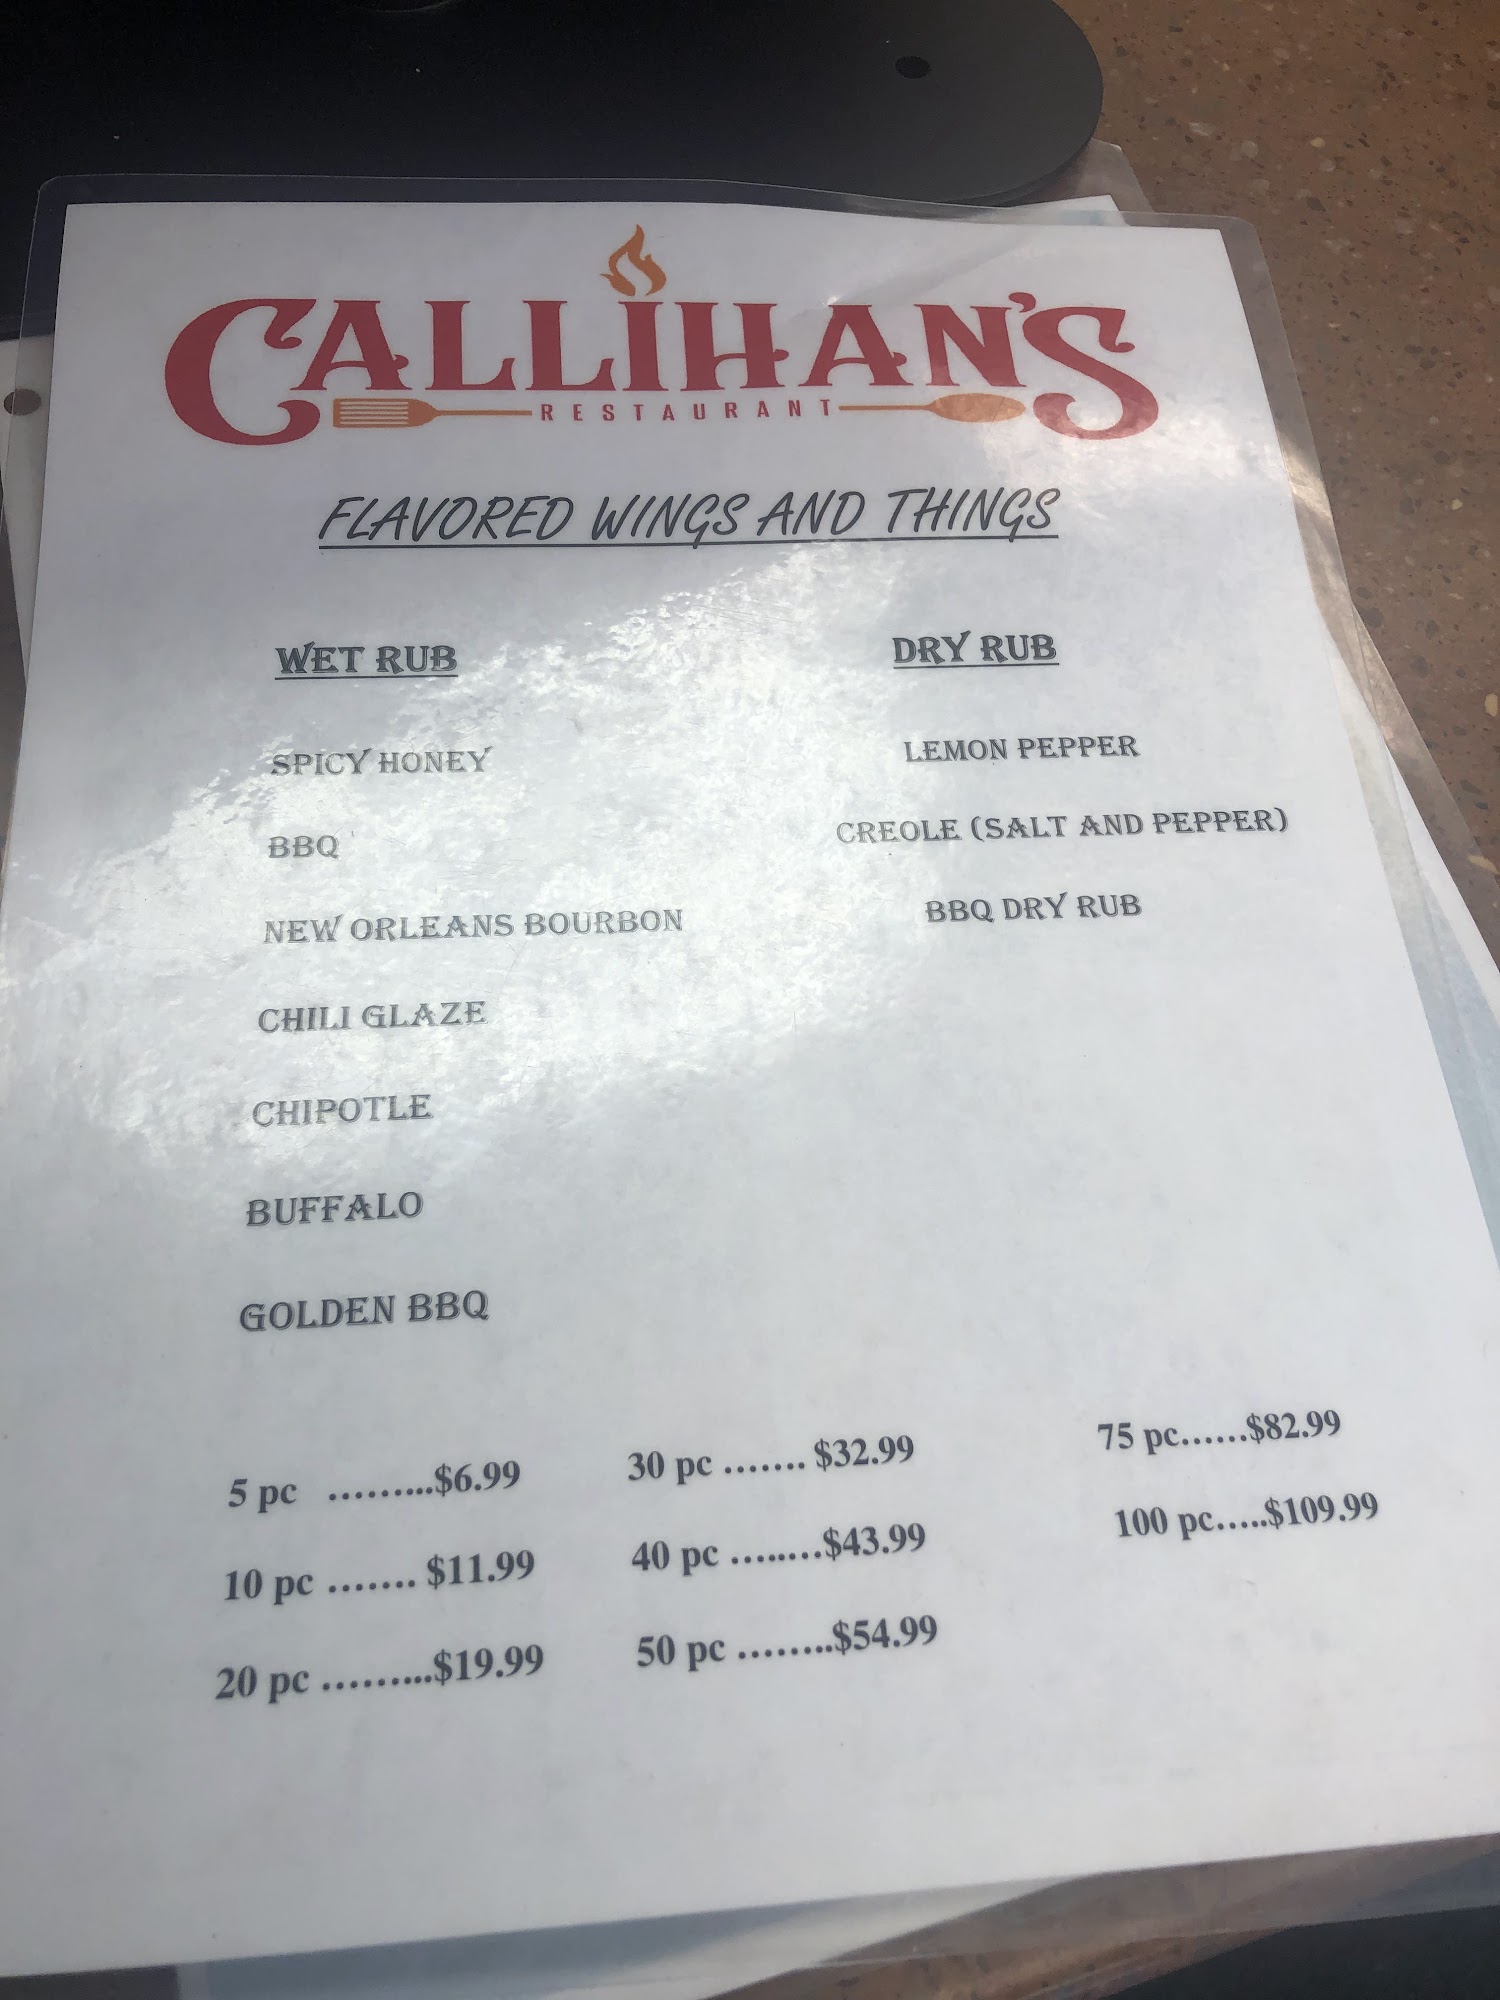 CALLIHAN'S
RESTAURANT
FLAVORED WINGS AND THINGS
WET RUB
SPICY HONEY
BBQ
NEW ORLEANS BOURBON
CHILI GLAZE
CHIPOTLE
BUFFALO
GOLDEN BBQ
DRY RUB
LEMON PEPPER
CREOLE (SALT AND PEPPER)
BBQ DRY RUB
5 pc .........$6.99
10 pc ....... $11.99
20 pc .........$19.99
30 pc ....... $32.99
40 pc ........$43.99
50 pc ........$54.99
75 pc......$82.99
100 pc.....$109.99